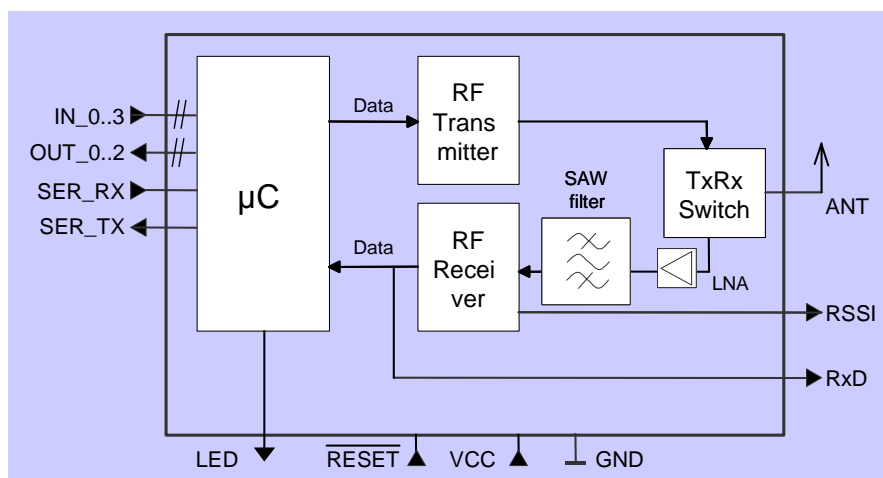 IN_0..3
OUT_0..2
SER_RX
SER_TX
µC
Data
RF
Trans
mitter
SAW
filter
TxRx
Switch
ANT
Data
RF
Recei
ver
LNA
RSSI
RxD
LED
RESET
VCC
GND